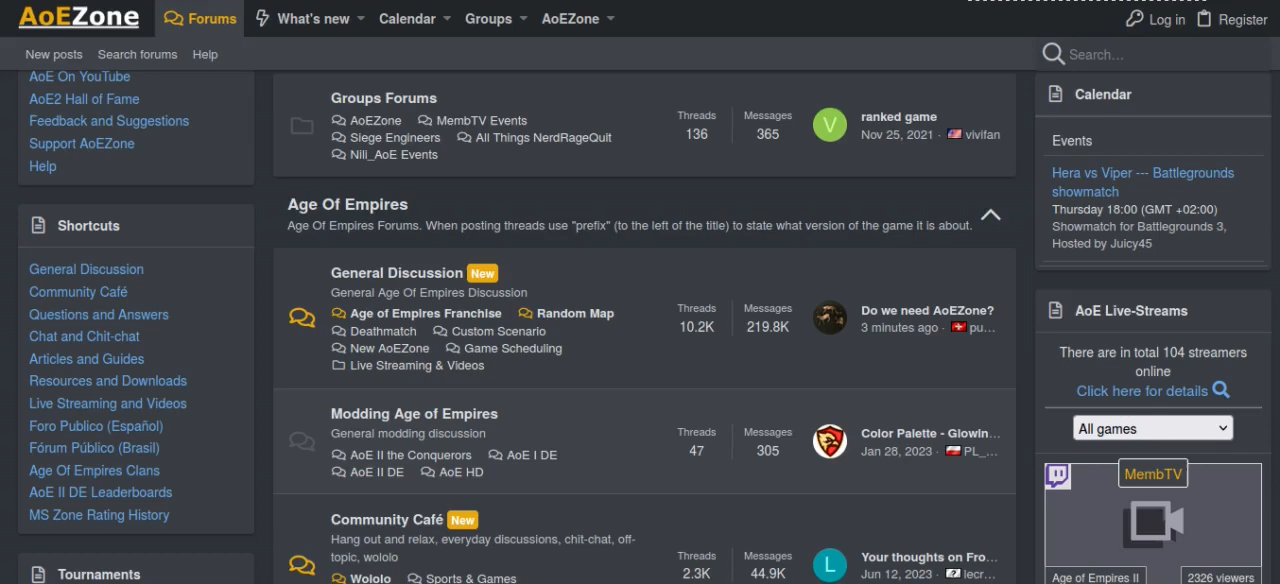 AoEZone Forums What's new Calendar Groups AoEZone Log in Register
New posts Search forums Help Search...
AoE On YouTube
AoE2 Hall of Fame
Feedback and Suggestions
Support AoEZone
Help
Shortcuts
General Discussion
Community Café
Questions and Answers
Chat and Chit-chat
Articles and Guides
Resources and Downloads
Live Streaming and Videos
Foro Publico (Español)
Fórum Público (Brasil)
Age Of Empires Clans
AoE II DE Leaderboards
MS Zone Rating History
Tournaments
Groups Forums
AoEZone MembTV Events
Siege Engineers All Things NerdRageQuit
Nili_AoE Events
Threads
136
Messages
365
V
ranked game
Nov 25, 2021 · vivifan
Age Of Empires
Age Of Empires Forums. When posting threads use "prefix" (to the left of the title) to state what version of the game it is about.
General Discussion New
General Age Of Empires Discussion
Age of Empires Franchise Random Map
Deathmatch Custom Scenario
New AoEZone Game Scheduling
Live Streaming & Videos
Threads
10.2K
Messages
219.8K
Do we need AoEZone?
3 minutes ago · pu...
Modding Age of Empires
General modding discussion
AoE II the Conquerors AoE I DE
AoE II DE AoE HD
Threads
47
Messages
305
Color Palette - Glowin...
Jan 28, 2023 · PL_...
Community Café New
Hang out and relax, everyday discussions, chit-chat, off-
topic, wololo
Wololo Sports & Games
Threads
2.3K
Messages
44.9K
L
Your thoughts on Fro...
Jun 12, 2023 · lecr...
Calendar
Events
Hera vs Viper --- Battlegrounds
showmatch
Thursday 18:00 (GMT +02:00)
Showmatch for Battlegrounds 3,
Hosted by Juicy45
AoE Live-Streams
There are in total 104 streamers
online
Click here for details
All games
MembTV
Age of Empires II 2326 viewers